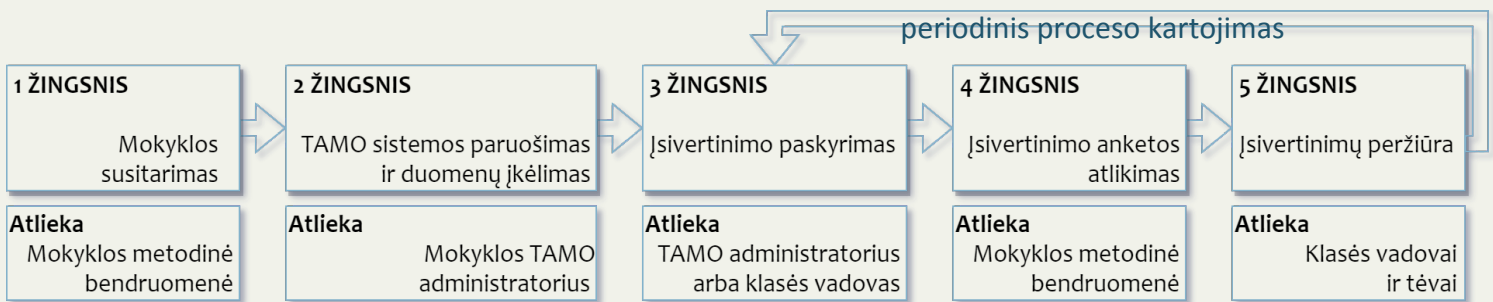 periodinis proceso kartojimas
1 ŽINGSNIS
Mokyklos
susitarimas
2 ŽINGSNIS
TAMO sistemos paruošimas
ir duomenų įkėlimas
3 ŽINGSNIS
Įsivertinimo paskyrimas
4 ŽINGSNIS
Įsivertinimo anketos
atlikimas
5 ŽINGSNIS
Įsivertinimų peržiūra
Atlieka
Mokyklos metodinė
bendruomenė
Atlieka
Mokyklos TAMO
administratorius
Atlieka
TAMO administratorius
arba klasės vadovas
Atlieka
Mokyklos metodinė
bendruomenė
Atlieka
Klasės vadovai
ir tėvai